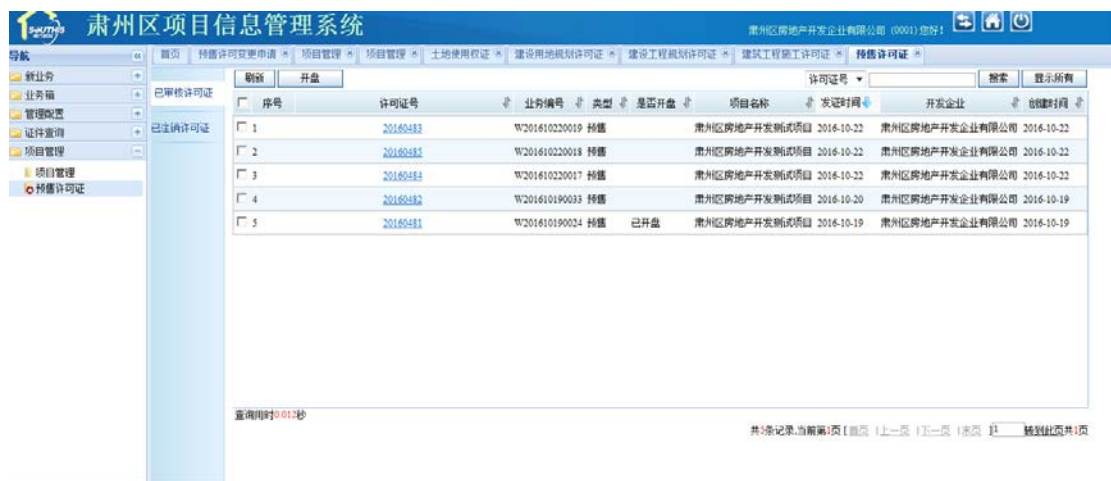 SOUTHIS
肃州区项目信息管理系统
肃州区房地产开发企业有限公司 (0001) 您好!
导航
首页 预售许可变更申请 项目管理 项目管理 土地使用权证 建设用地规划许可证 建设工程规划许可证 建筑工程施工许可证 预售许可证
新业务
业务箱
管理配置
证件查询
项目管理
项目管理
预售许可证
已审核许可证
已注销许可证
刷新 开盘 许可证号 搜索 显示所有
序号 许可证号 业务编号 类型 是否开盘 项目名称 发证时间 开发企业 创建时间
1 20160483 W201610220019 预售 肃州区房地产开发测试项目 2016-10-22 肃州区房地产开发企业有限公司 2016-10-22
2 20160485 W201610220018 预售 肃州区房地产开发测试项目 2016-10-22 肃州区房地产开发企业有限公司 2016-10-22
3 20160484 W201610220017 预售 肃州区房地产开发测试项目 2016-10-22 肃州区房地产开发企业有限公司 2016-10-22
4 20160482 W201610190033 预售 肃州区房地产开发测试项目 2016-10-20 肃州区房地产开发企业有限公司 2016-10-19
5 20160481 W201610190024 预售 已开盘 肃州区房地产开发测试项目 2016-10-19 肃州区房地产开发企业有限公司 2016-10-19
查询用时0.012秒
共5条记录,当前第1页 [首页 | 上一页 | 下一页 | 末页 ] 1 转到此页共1页